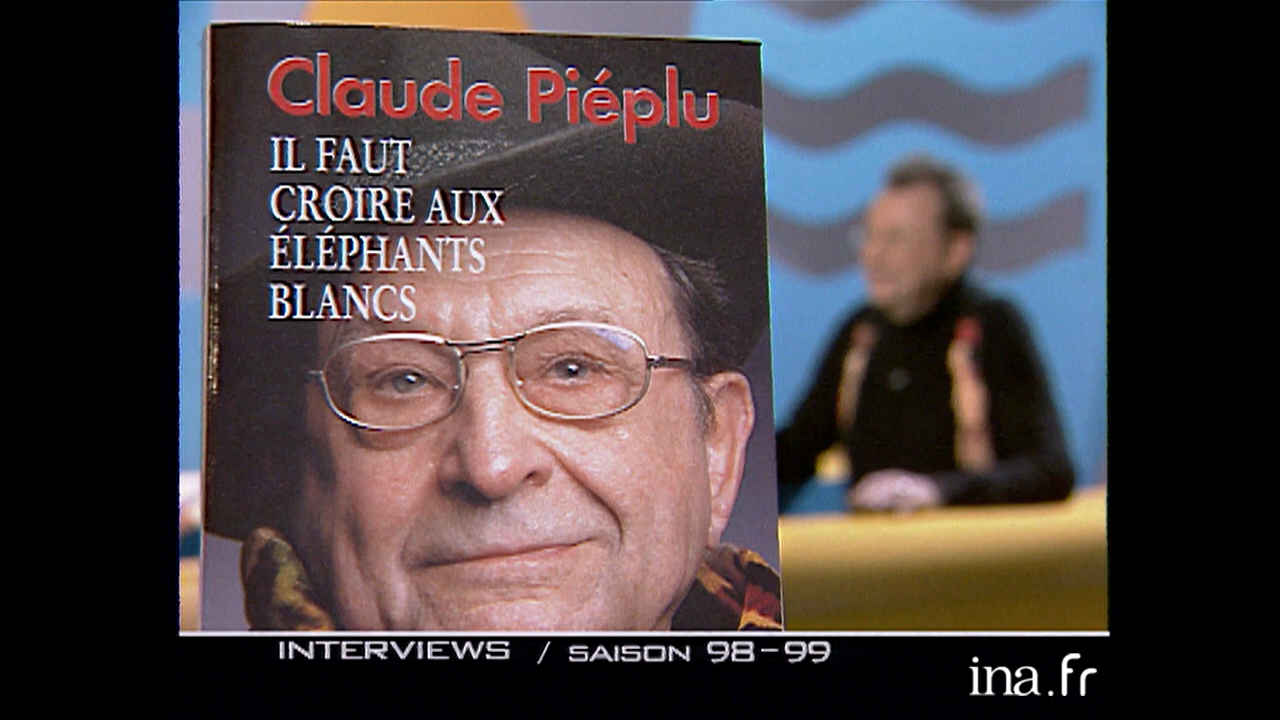 Claude Piéplu
IL FAUT
CROIRE AUX
ÉLÉPHANTS
BLANCS
INTERVIEWS / SAISON 98-99
ina.fr